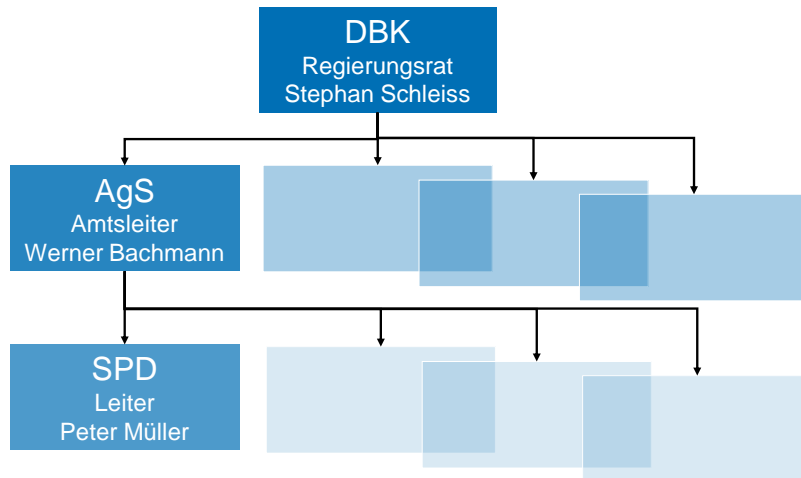 DBK
Regierungsrat
Stephan Schleiss
AgS
Amtsleiter
Werner Bachmann
SPD
Leiter
Peter Müller